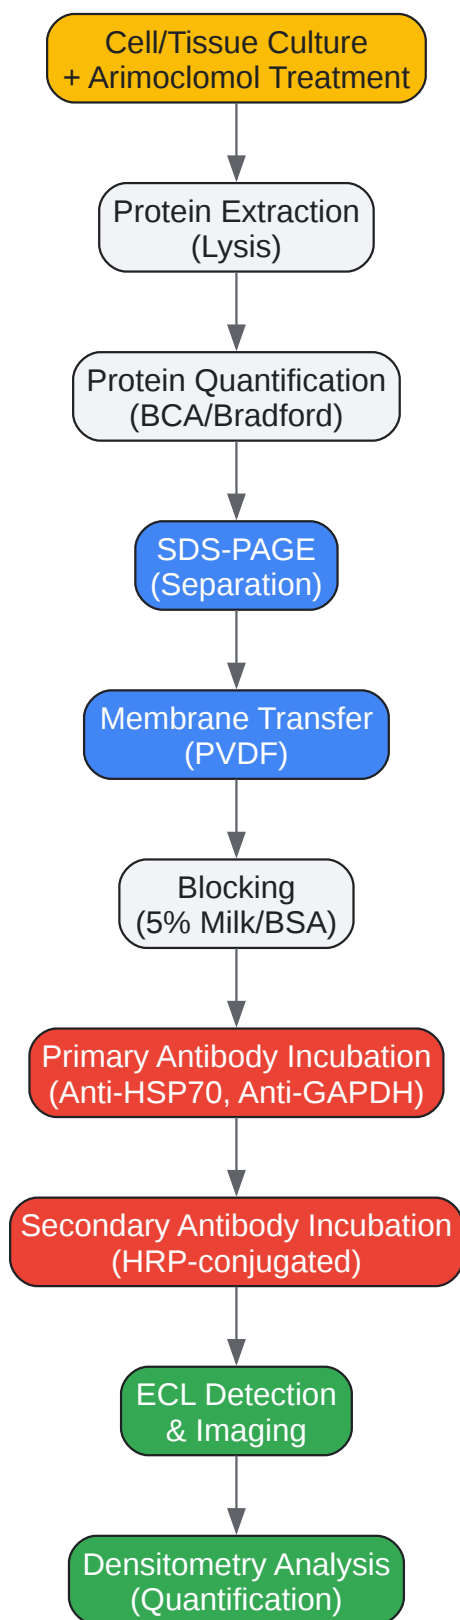 Cell/Tissue Culture
+ Arimoclomol Treatment
Protein Extraction
(Lysis)
Protein Quantification
(BCA/Bradford)
SDS-PAGE
(Separation)
Membrane Transfer
(PVDF)
Blocking
(5% Milk/BSA)
Primary Antibody Incubation
(Anti-HSP70, Anti-GAPDH)
Secondary Antibody Incubation
(HRP-conjugated)
ECL Detection
& Imaging
Densitometry Analysis
(Quantification)